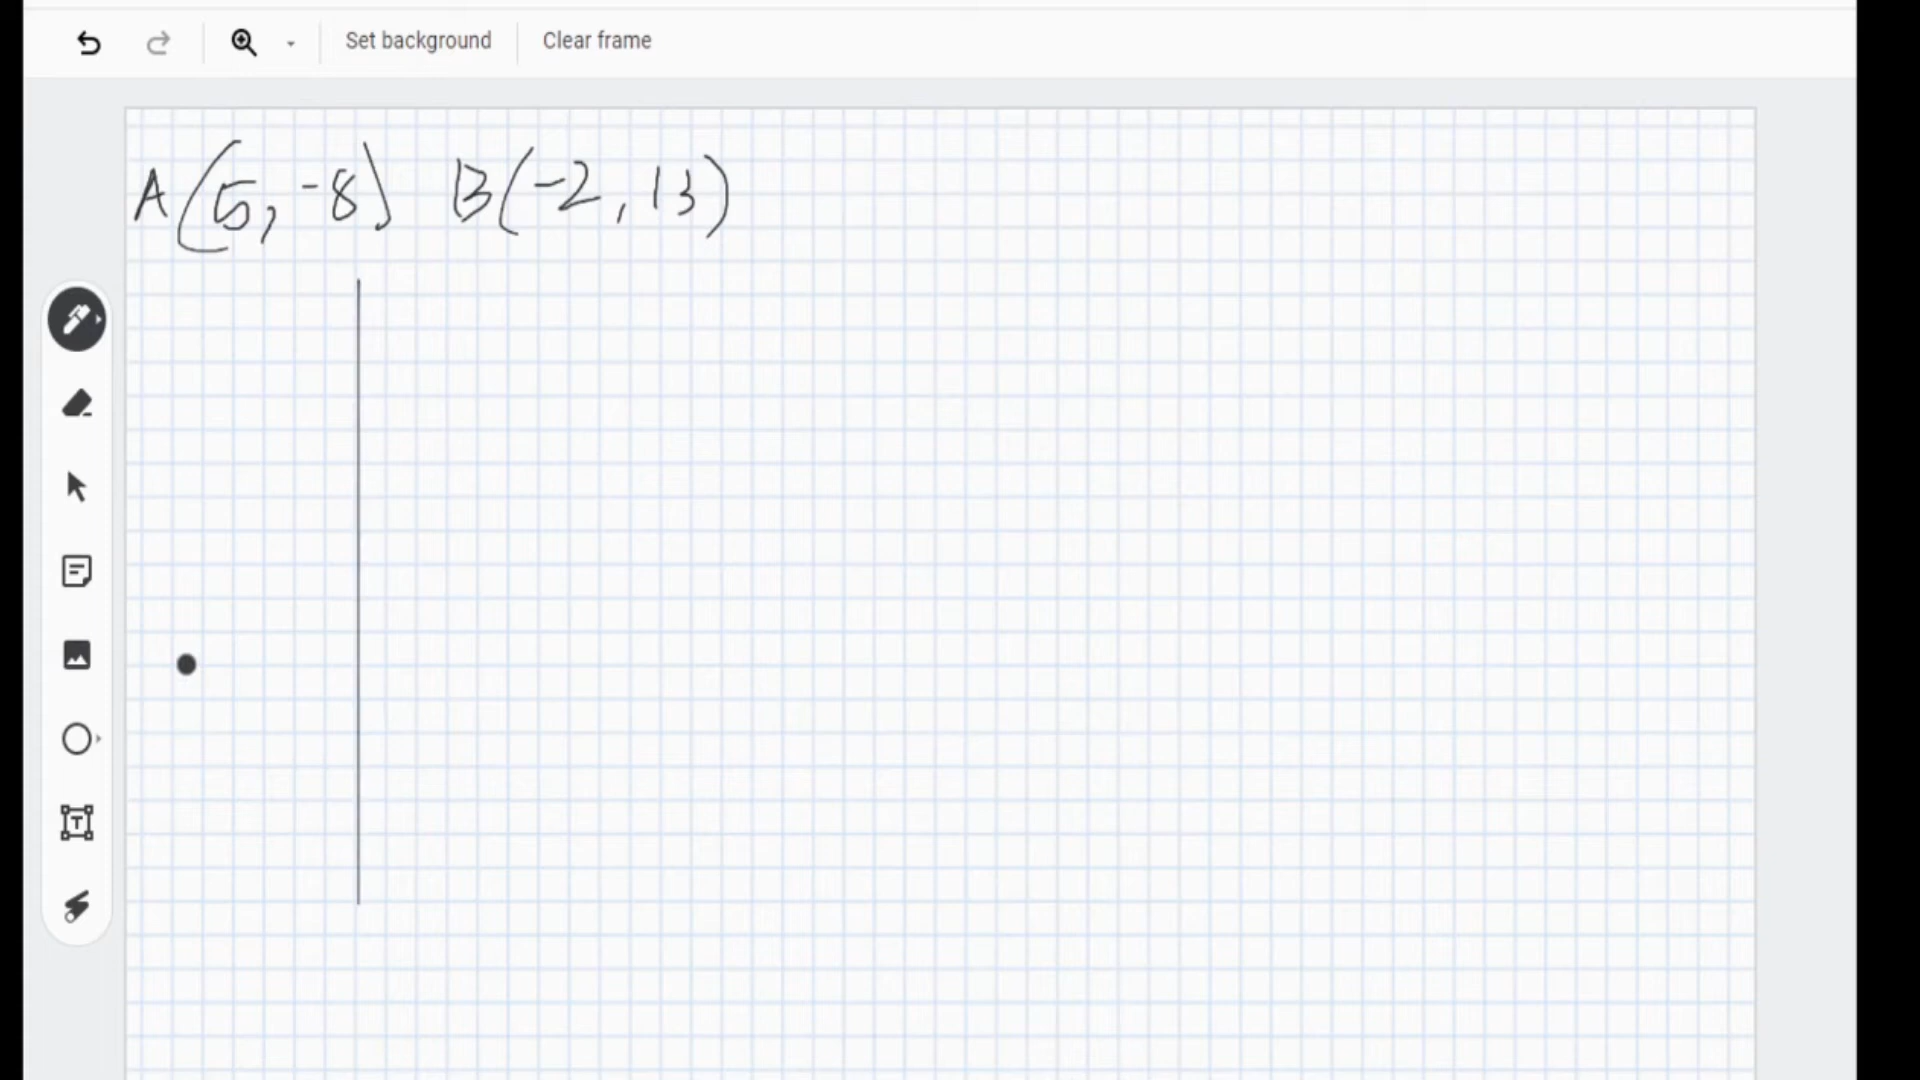 Set background Clear frame
A(5, -8) B(-2, 13)